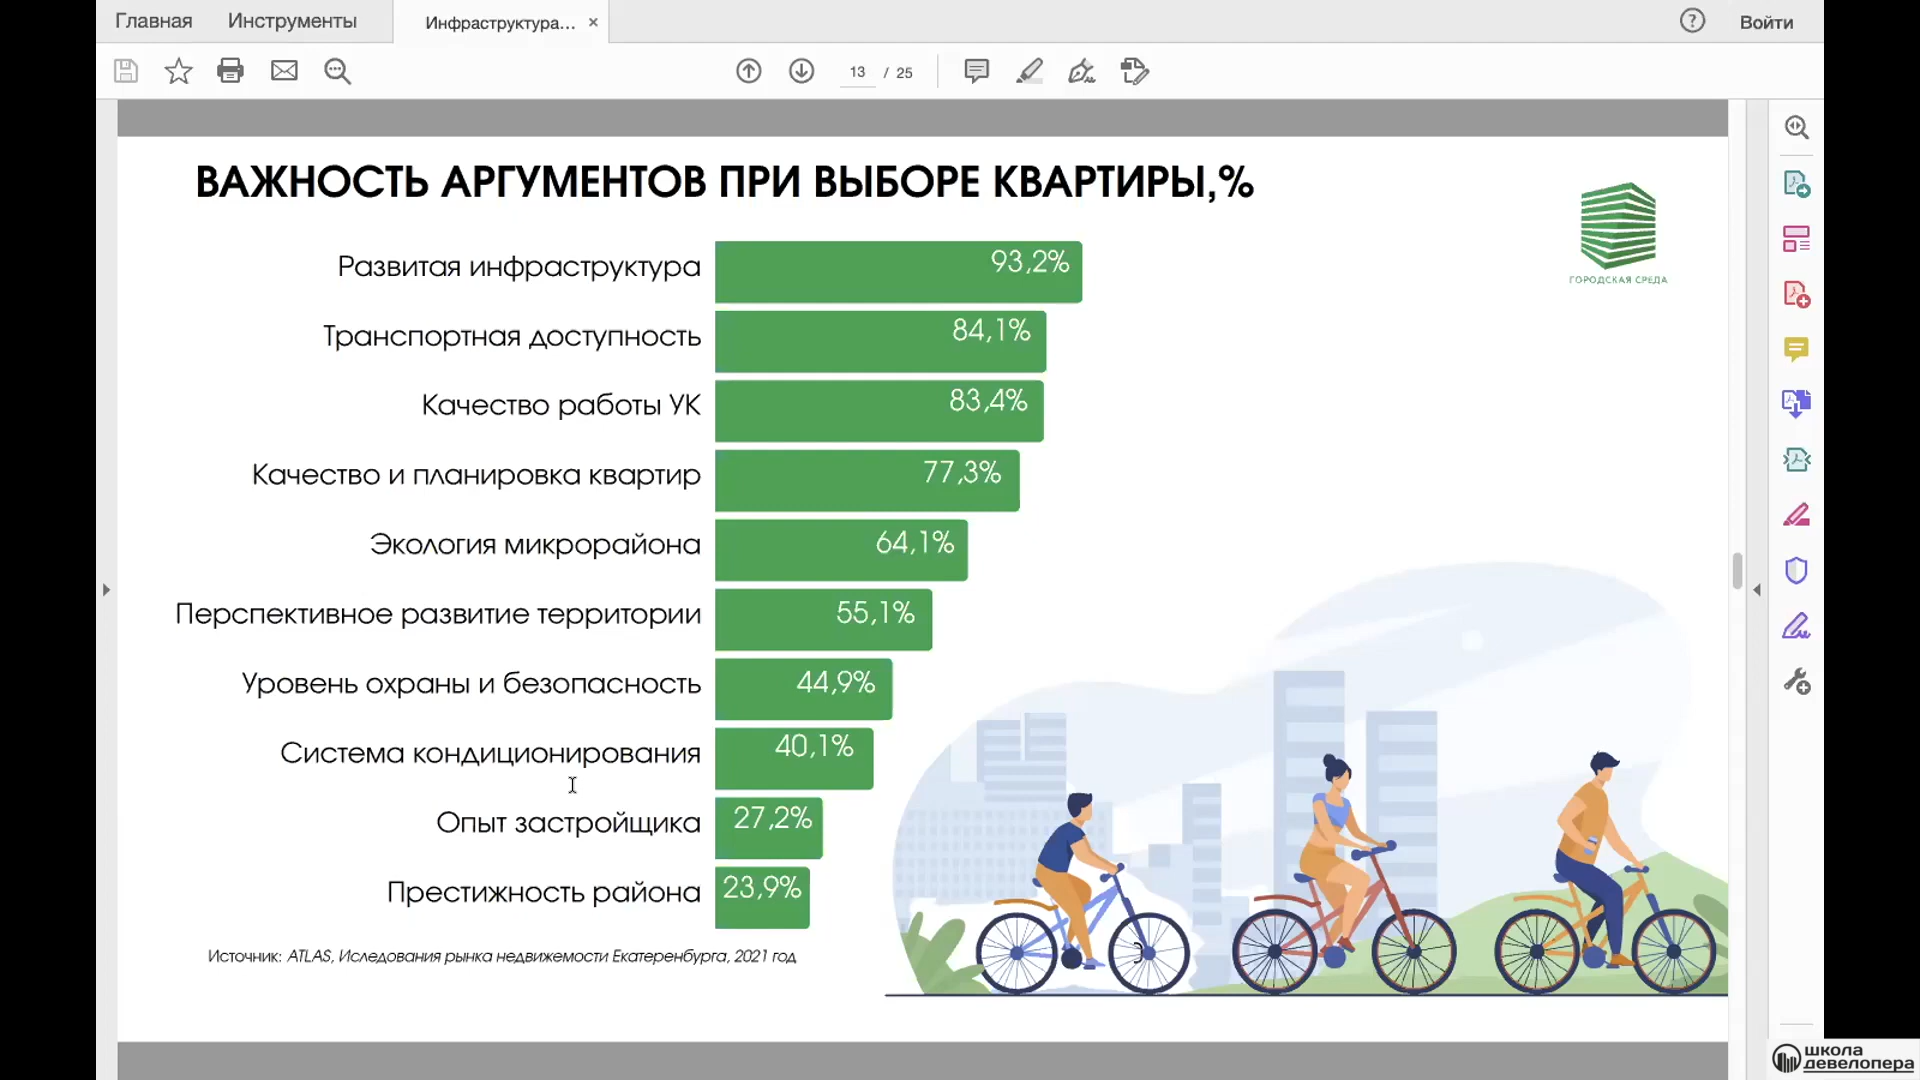 Главная Инструменты Инфраструктура... × ? Войти
13 / 25
ВАЖНОСТЬ АРГУМЕНТОВ ПРИ ВЫБОРЕ КВАРТИРЫ,%
ГОРОДСКАЯ СРЕДА
Развитая инфраструктура 93,2%
Транспортная доступность 84,1%
Качество работы УК 83,4%
Качество и планировка квартир 77,3%
Экология микрорайона 64,1%
Перспективное развитие территории 55,1%
Уровень охраны и безопасность 44,9%
Система кондиционирования 40,1%
Опыт застройщика 27,2%
Престижность района 23,9%
Источник: ATLAS, Иследования рынка недвижемости Екатеренбурга, 2021 год
школа
девелопера